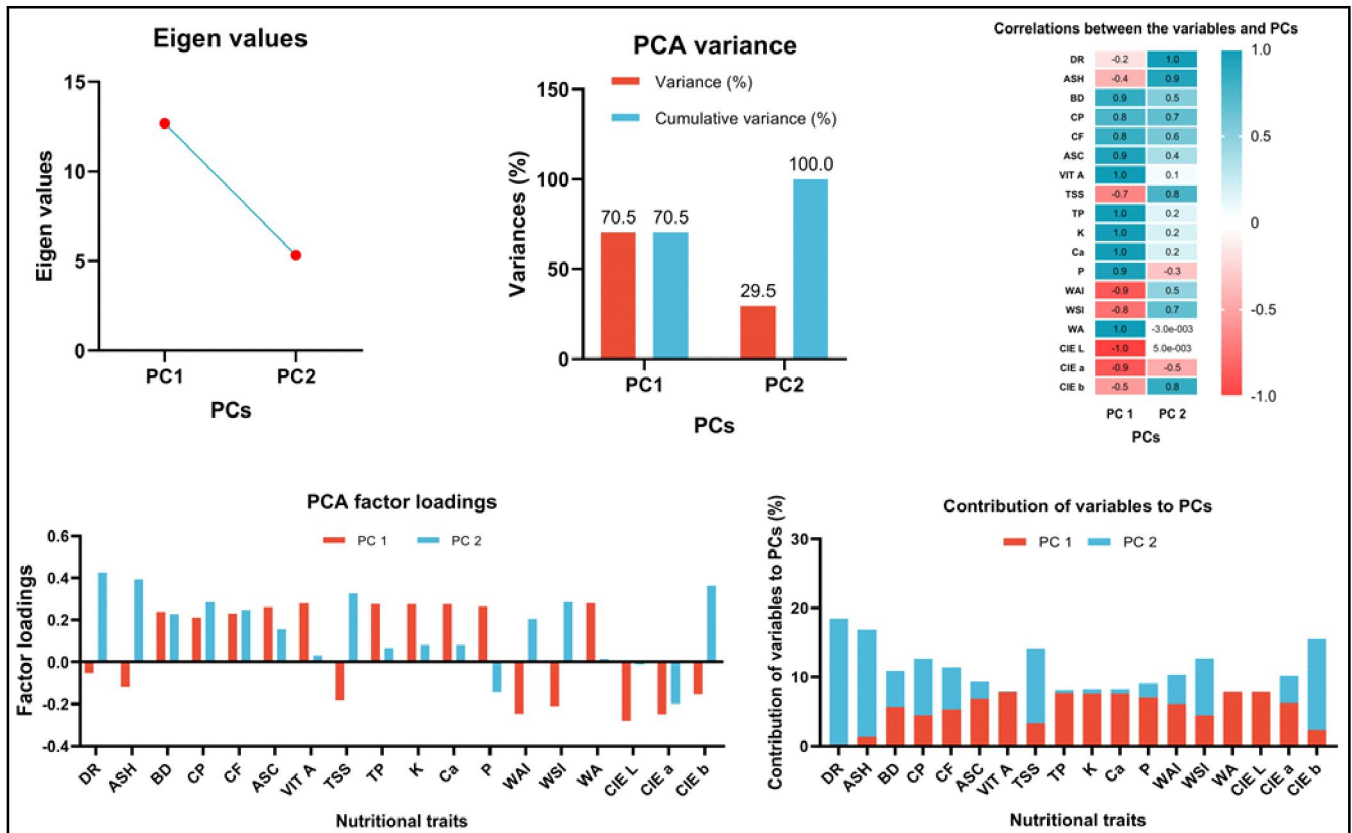 Eigen values
15
10
5
0
Eigen values
PC1 PC2
PCs
PCA variance
Variance (%)
Cumulative variance (%)
150
100
50
0
Variances (%)
70.5 70.5
29.5
100.0
PC1 PC2
PCs
Correlations between the variables and PCs
DR -0.2 1.0
ASH -0.4 0.9
BD 0.9 0.5
CP 0.8 0.7
CF 0.8 0.6
ASC 0.9 0.4
VIT A 1.0 0.1
TSS -0.7 0.8
TP 1.0 0.2
K 1.0 0.2
Ca 1.0 0.2
P 0.9 -0.3
WAI -0.9 0.5
WSI -0.8 0.7
WA 1.0 -3.0e-003
CIE L -1.0 5.0e-003
CIE a -0.9 -0.5
CIE b -0.5 0.8
PC 1 PC 2
PCs
1.0
0.5
0
-0.5
-1.0
PCA factor loadings
PC 1 PC 2
0.6
0.4
0.2
0.0
-0.2
-0.4
Factor loadings
DR ASH BD CP CF ASC VIT A TSS TP K Ca P WAI WSI WA CIE L CIE a CIE b
Nutritional traits
Contribution of variables to PCs
PC 1 PC 2
30
20
10
0
Contribution of variables to PCs (%)
DR ASH BD CP CF ASC VIT A TSS TP K Ca P WAI WSI WA CIE L CIE a CIE b
Nutritional traits